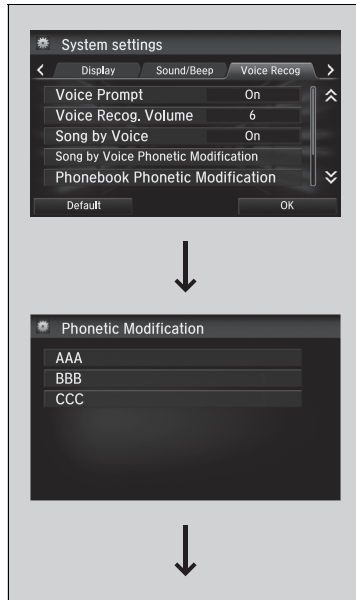 System settings
Display Sound/Beep Voice Recog
Voice Prompt On
Voice Recog. Volume 6
Song by Voice On
Song by Voice Phonetic Modification
Phonebook Phonetic Modification
Default OK
Phonetic Modification
AAA
BBB
CCC